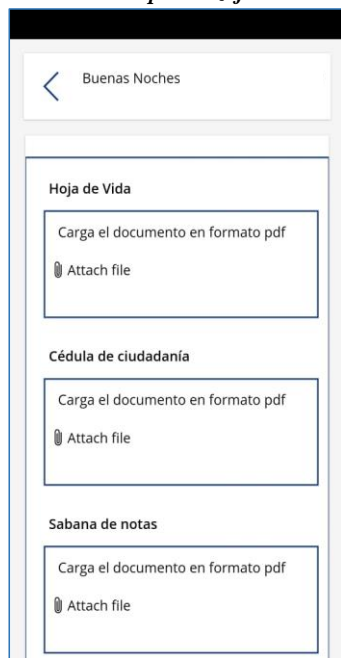 Buenas Noches
Hoja de Vida
Carga el documento en formato pdf
Attach file
Cédula de ciudadanía
Carga el documento en formato pdf
Attach file
Sabana de notas
Carga el documento en formato pdf
Attach file